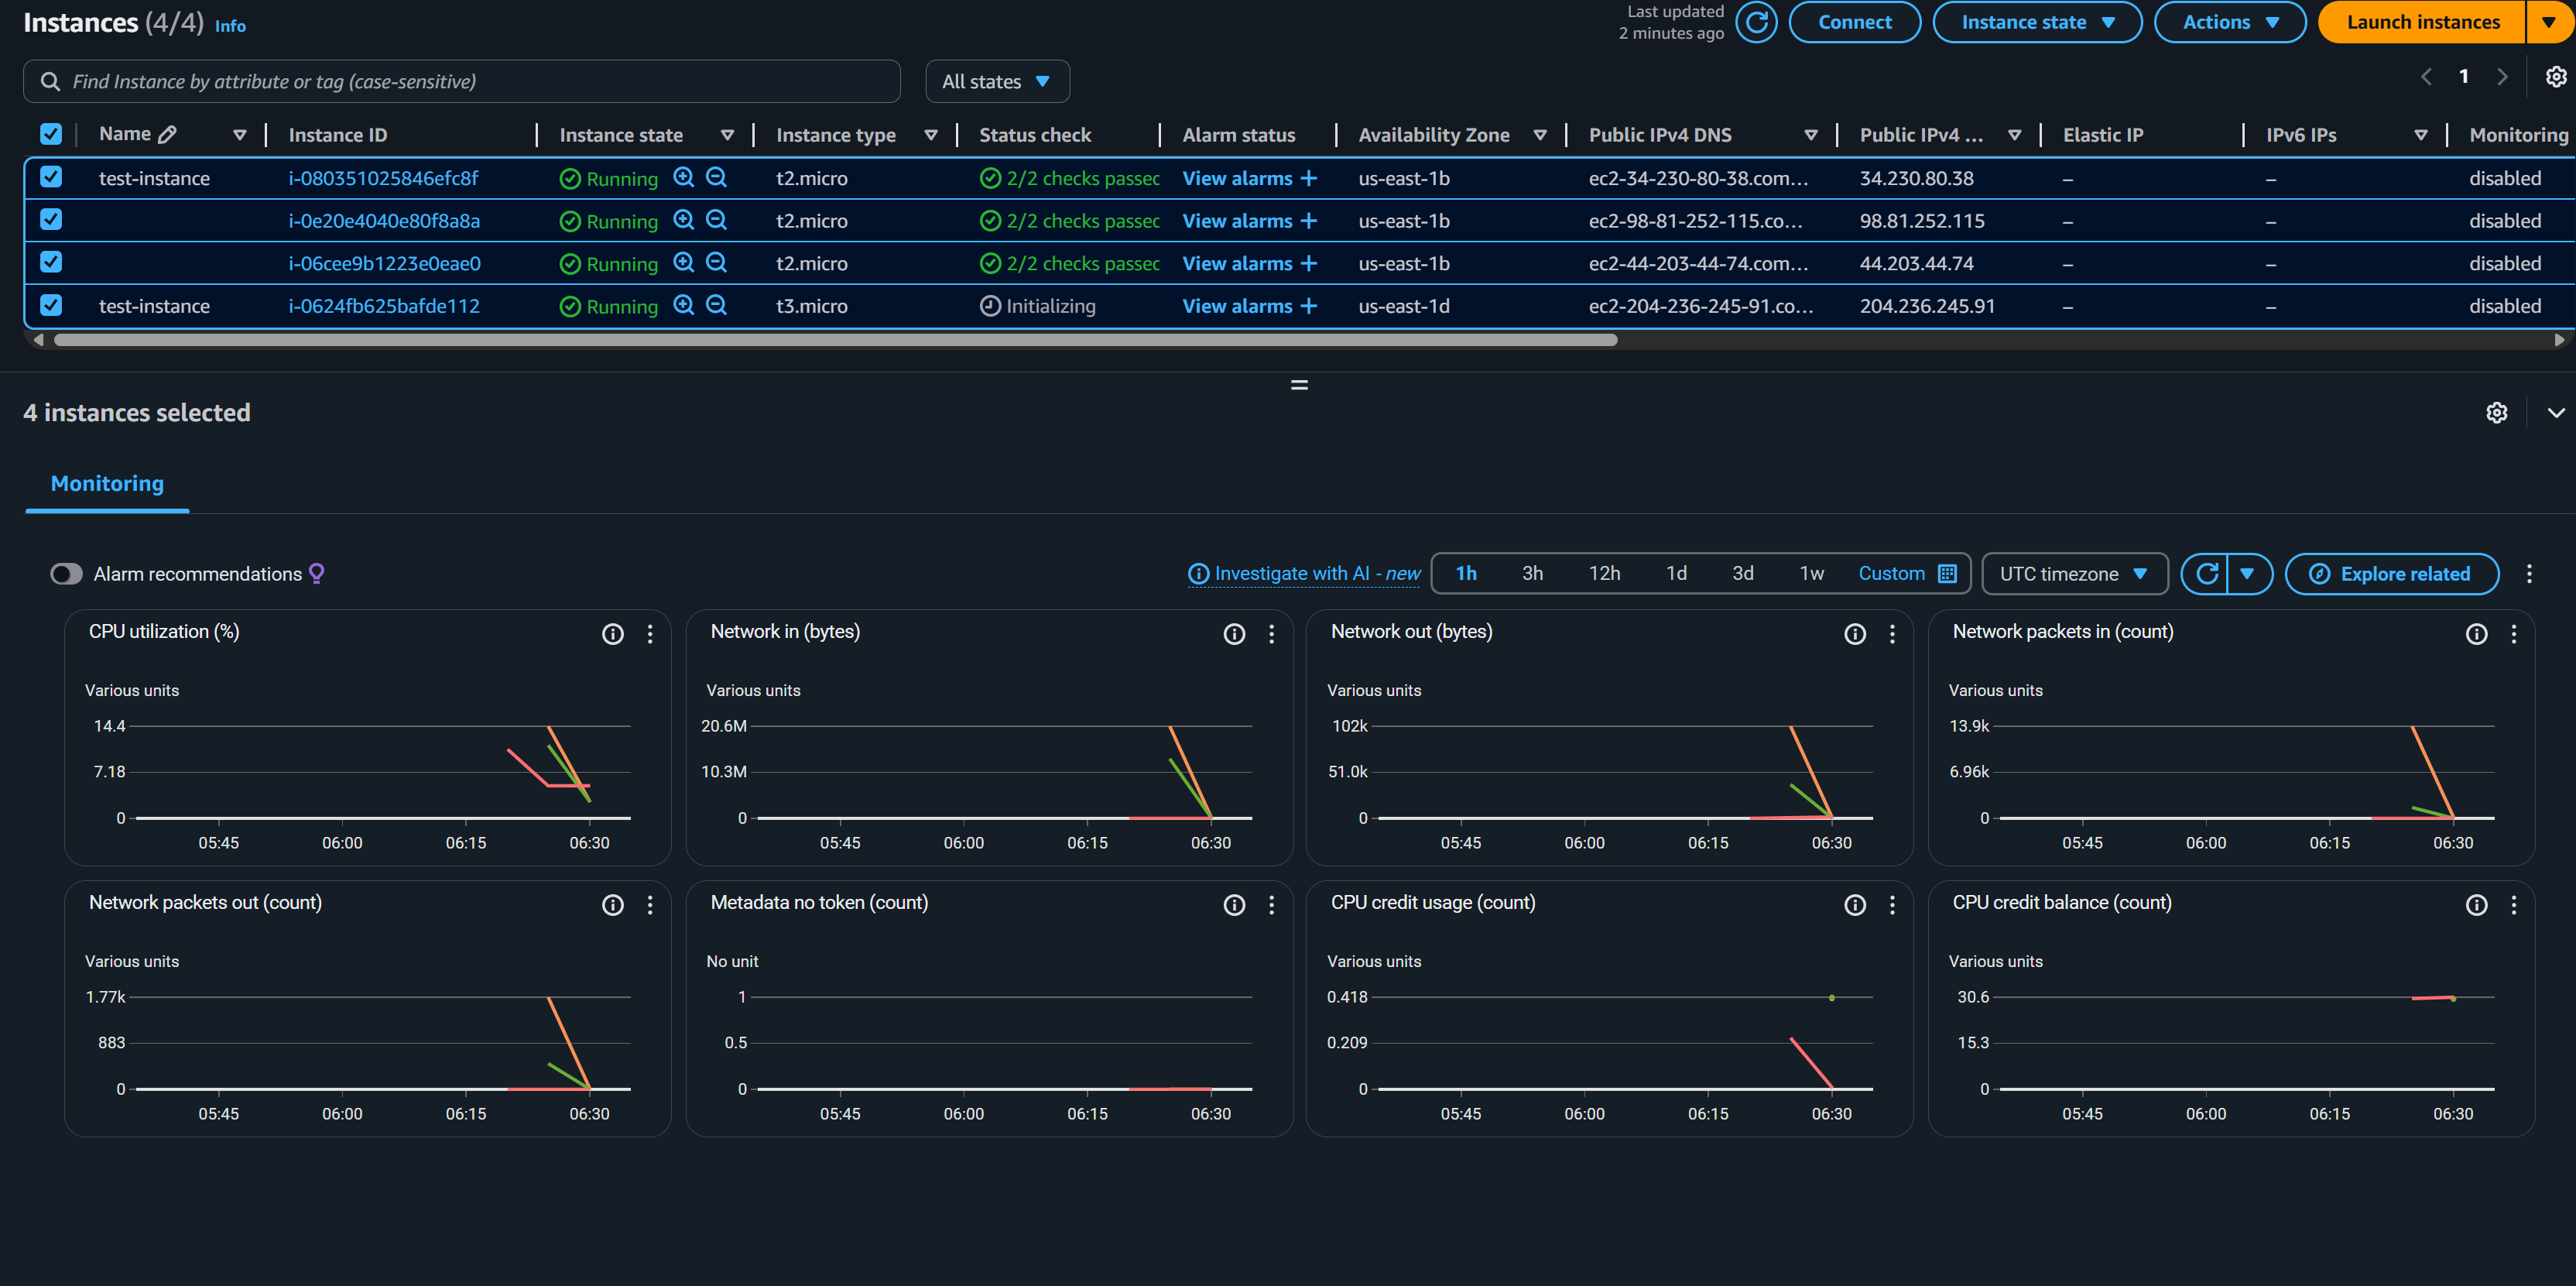 Instances (4/4) Info
Last updated
2 minutes ago
Connect
Instance state
Actions
Launch instances
Find Instance by attribute or tag (case-sensitive)
All states
1
Name Instance ID Instance state Instance type Status check Alarm status Availability Zone Public IPv4 DNS Public IPv4 ... Elastic IP IPv6 IPs Monitoring
test-instance i-080351025846efc8f Running t2.micro 2/2 checks passec View alarms + us-east-1b ec2-34-230-80-38.com... 34.230.80.38 – – disabled
i-0e20e4040e80f8a8a Running t2.micro 2/2 checks passec View alarms + us-east-1b ec2-98-81-252-115.co... 98.81.252.115 – – disabled
i-06cee9b1223e0eae0 Running t2.micro 2/2 checks passec View alarms + us-east-1b ec2-44-203-44-74.com... 44.203.44.74 – – disabled
test-instance i-0624fb625bafde112 Running t3.micro Initializing View alarms + us-east-1d ec2-204-236-245-91.co... 204.236.245.91 – – disabled
4 instances selected
Monitoring
Alarm recommendations
Investigate with AI - new
1h 3h 12h 1d 3d 1w Custom
UTC timezone
Explore related
CPU utilization (%)
Various units
14.4
7.18
0
05:45 06:00 06:15 06:30
Network in (bytes)
Various units
20.6M
10.3M
0
05:45 06:00 06:15 06:30
Network out (bytes)
Various units
102k
51.0k
0
05:45 06:00 06:15 06:30
Network packets in (count)
Various units
13.9k
6.96k
0
05:45 06:00 06:15 06:30
Network packets out (count)
Various units
1.77k
883
0
05:45 06:00 06:15 06:30
Metadata no token (count)
No unit
1
0.5
0
05:45 06:00 06:15 06:30
CPU credit usage (count)
Various units
0.418
0.209
0
05:45 06:00 06:15 06:30
CPU credit balance (count)
Various units
30.6
15.3
0
05:45 06:00 06:15 06:30